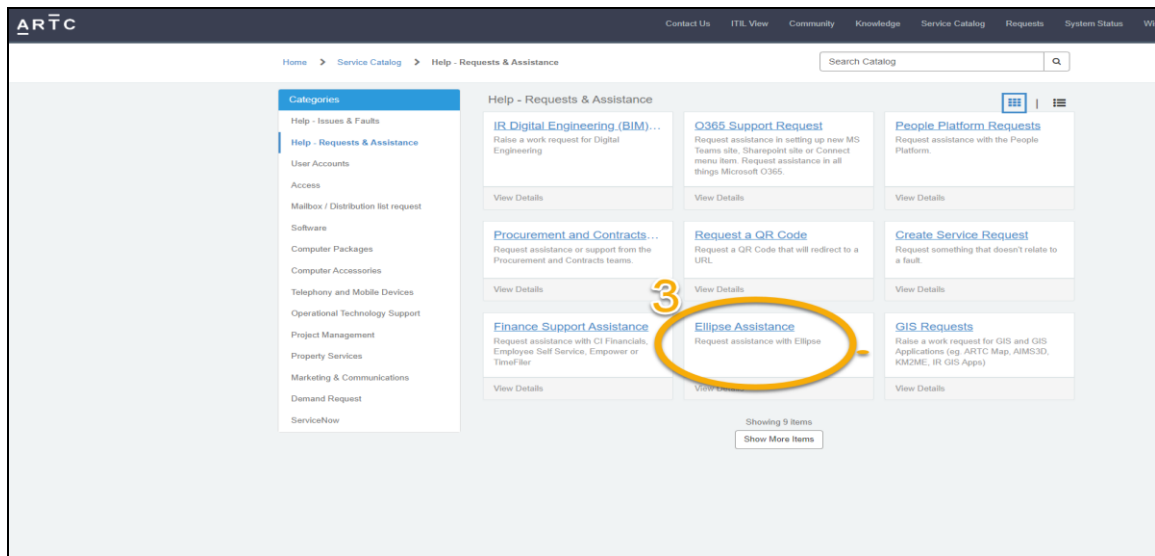 ARTC
Contact Us ITIL View Community Knowledge Service Catalog Requests System Status
Home > Service Catalog > Help - Requests & Assistance
Search Catalog
Categories
Help - Issues & Faults
Help - Requests & Assistance
User Accounts
Access
Mailbox / Distribution list request
Software
Computer Packages
Computer Accessories
Telephony and Mobile Devices
Operational Technology Support
Project Management
Property Services
Marketing & Communications
Demand Request
ServiceNow
Help - Requests & Assistance
IR Digital Engineering (BIM)...
Raise a work request for Digital
Engineering
View Details
O365 Support Request
Request assistance in setting up new MS
Teams site, Sharepoint site or Connect
menu item. Request assistance in all
things Microsoft O365.
View Details
People Platform Requests
Request assistance with the People
Platform.
View Details
Procurement and Contracts...
Request assistance or support from the
Procurement and Contracts teams.
View Details
Request a QR Code
Request a QR Code that will redirect to a
URL
View Details
Create Service Request
Request something that doesn't relate to
a fault.
View Details
3
Finance Support Assistance
Request assistance with CI Financials,
Employee Self Service, Empower or
TimeFiler
View Details
Ellipse Assistance
Request assistance with Ellipse
View Details
GIS Requests
Raise a work request for GIS and GIS
Applications (eg. ARTC Map, AIMS3D,
KM2ME, IR GIS Apps)
View Details
Showing 9 items
Show More Items